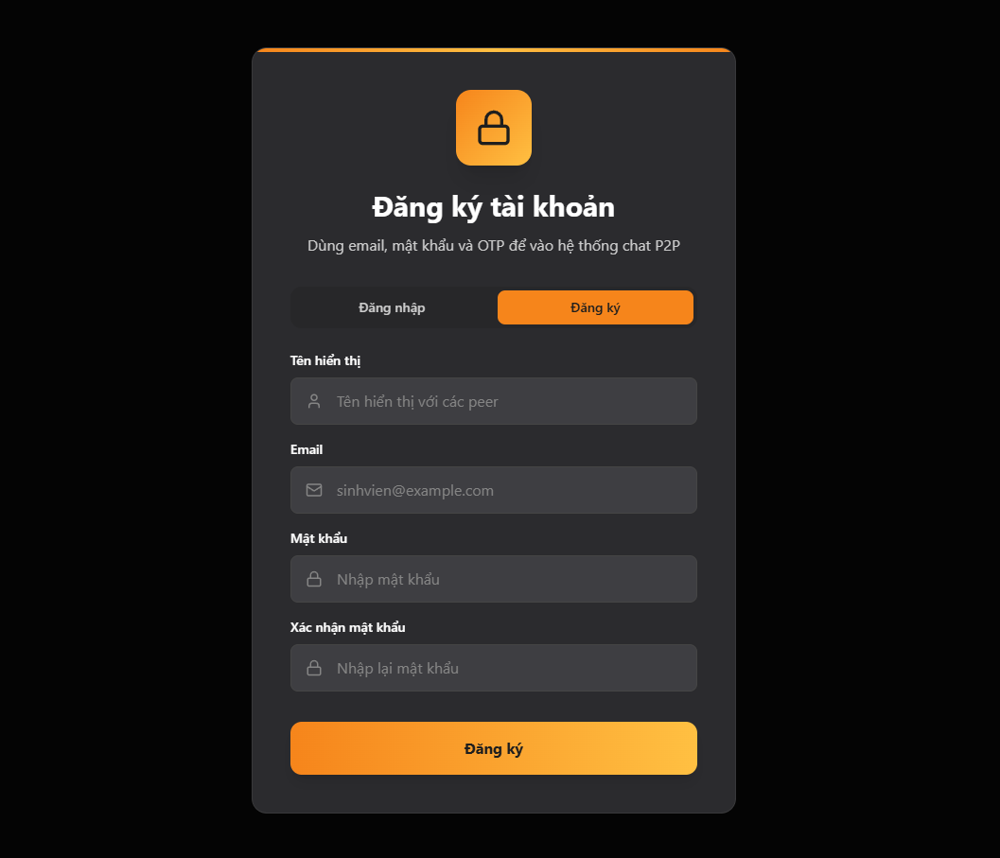 Đăng ký tài khoản
Dùng email, mật khẩu và OTP để vào hệ thống chat P2P
Đăng nhập
Đăng ký
Tên hiển thị
Tên hiển thị với các peer
Email
sinhvien@example.com
Mật khẩu
Nhập mật khẩu
Xác nhận mật khẩu
Nhập lại mật khẩu
Đăng ký